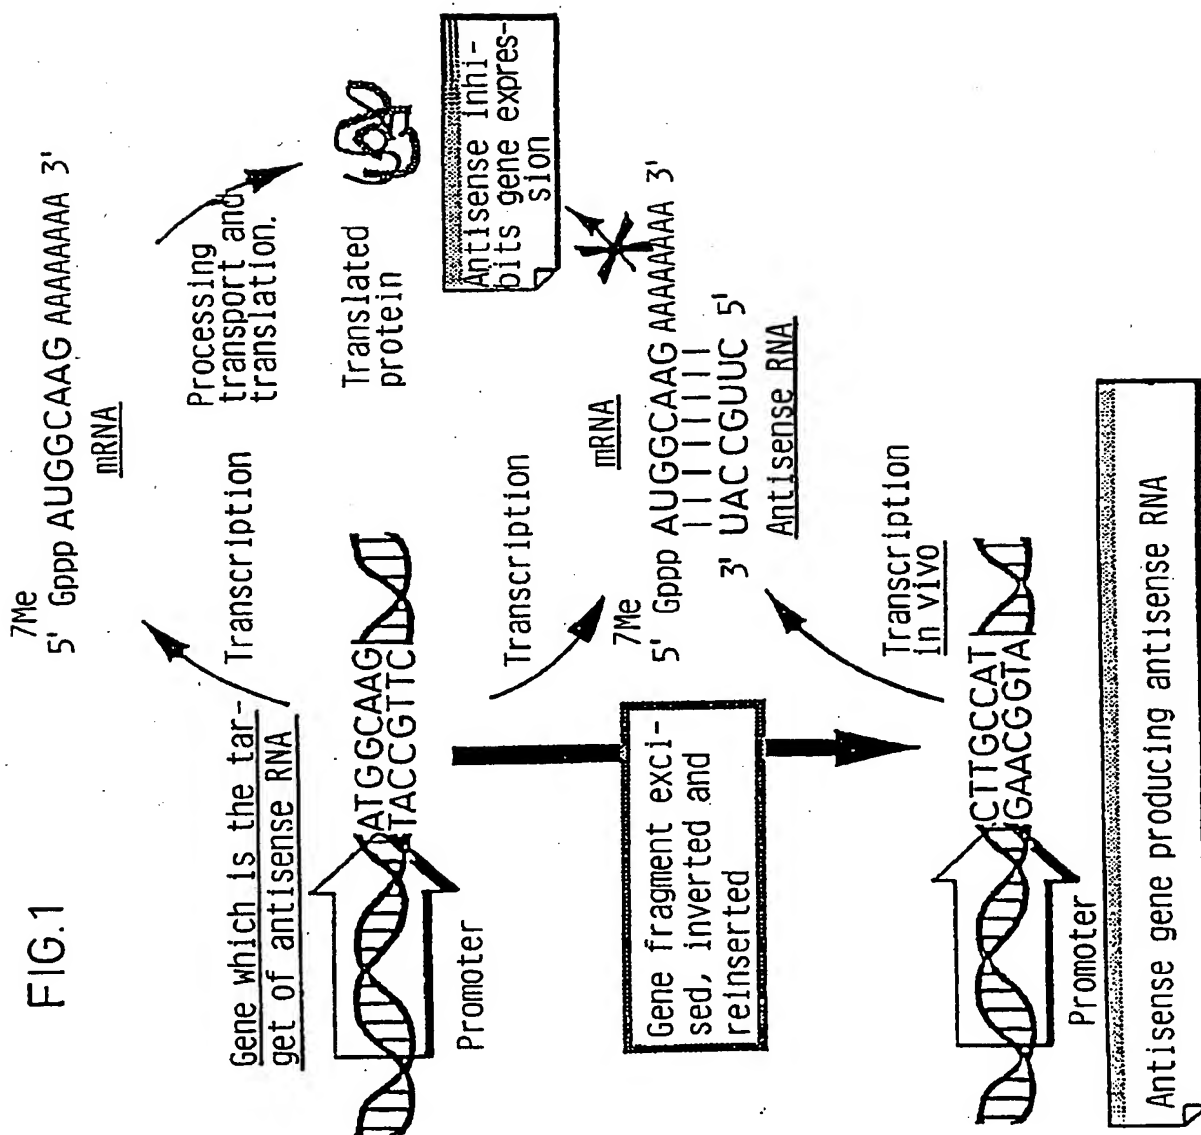 FIG.1
7Me
5' Gppp AUGGCAAG AAAAAAA 3'
mRNA
Gene which is the tar-
get of antisense RNA
Transcription
Processing
transport and
translation.
ATGGCAAG
TACCGTTC
Promoter
Translated
protein
Antisense inhi-
bits gene expres-
sion
Transcription
mRNA
7Me
5' Gppp AUGGCAAG AAAAAAA 3'
3' UACCGUUC 5'
Antisense RNA
Gene fragment exci-
sed, inverted and
reinserted
Transcription
in vivo
CTTGCCAT
GAACGGTA
Promoter
Antisense gene producing antisense RNA